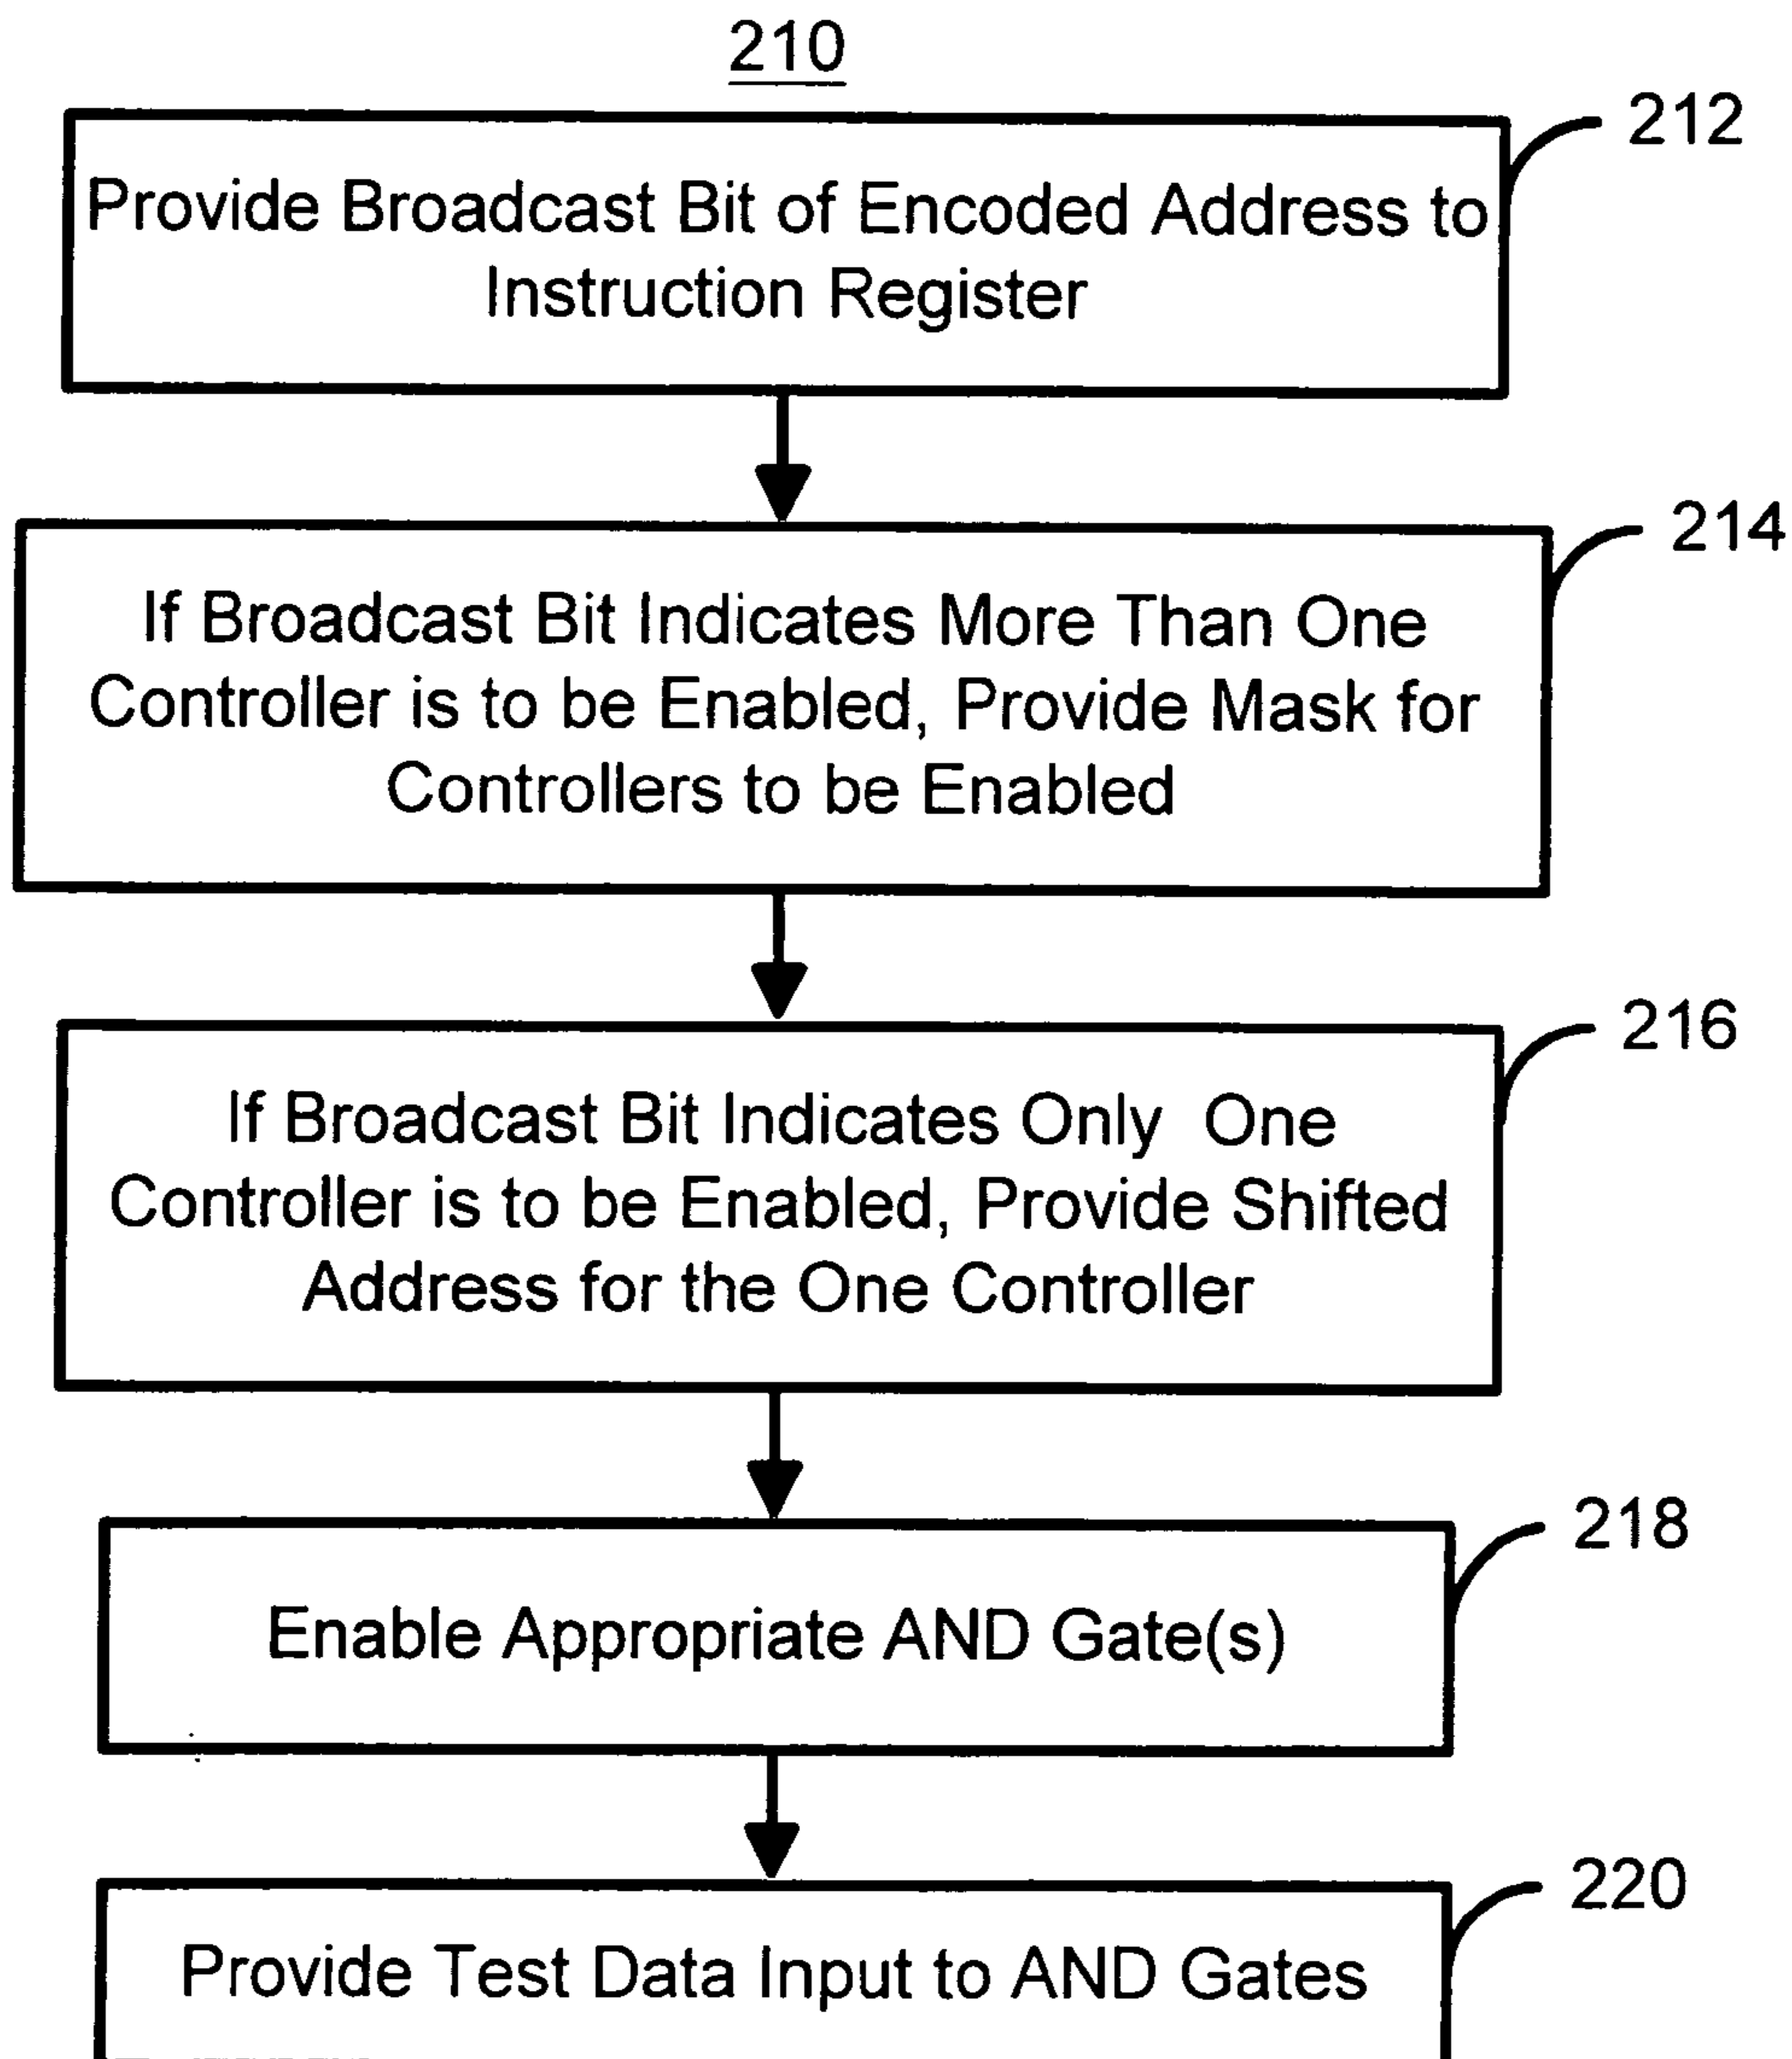 210
212
Provide Broadcast Bit of Encoded Address to
Instruction Register
214
If Broadcast Bit Indicates More Than One
Controller is to be Enabled, Provide Mask for
Controllers to be Enabled
216
If Broadcast Bit Indicates Only One
Controller is to be Enabled, Provide Shifted
Address for the One Controller
218
Enable Appropriate AND Gate(s)
220
Provide Test Data Input to AND Gates